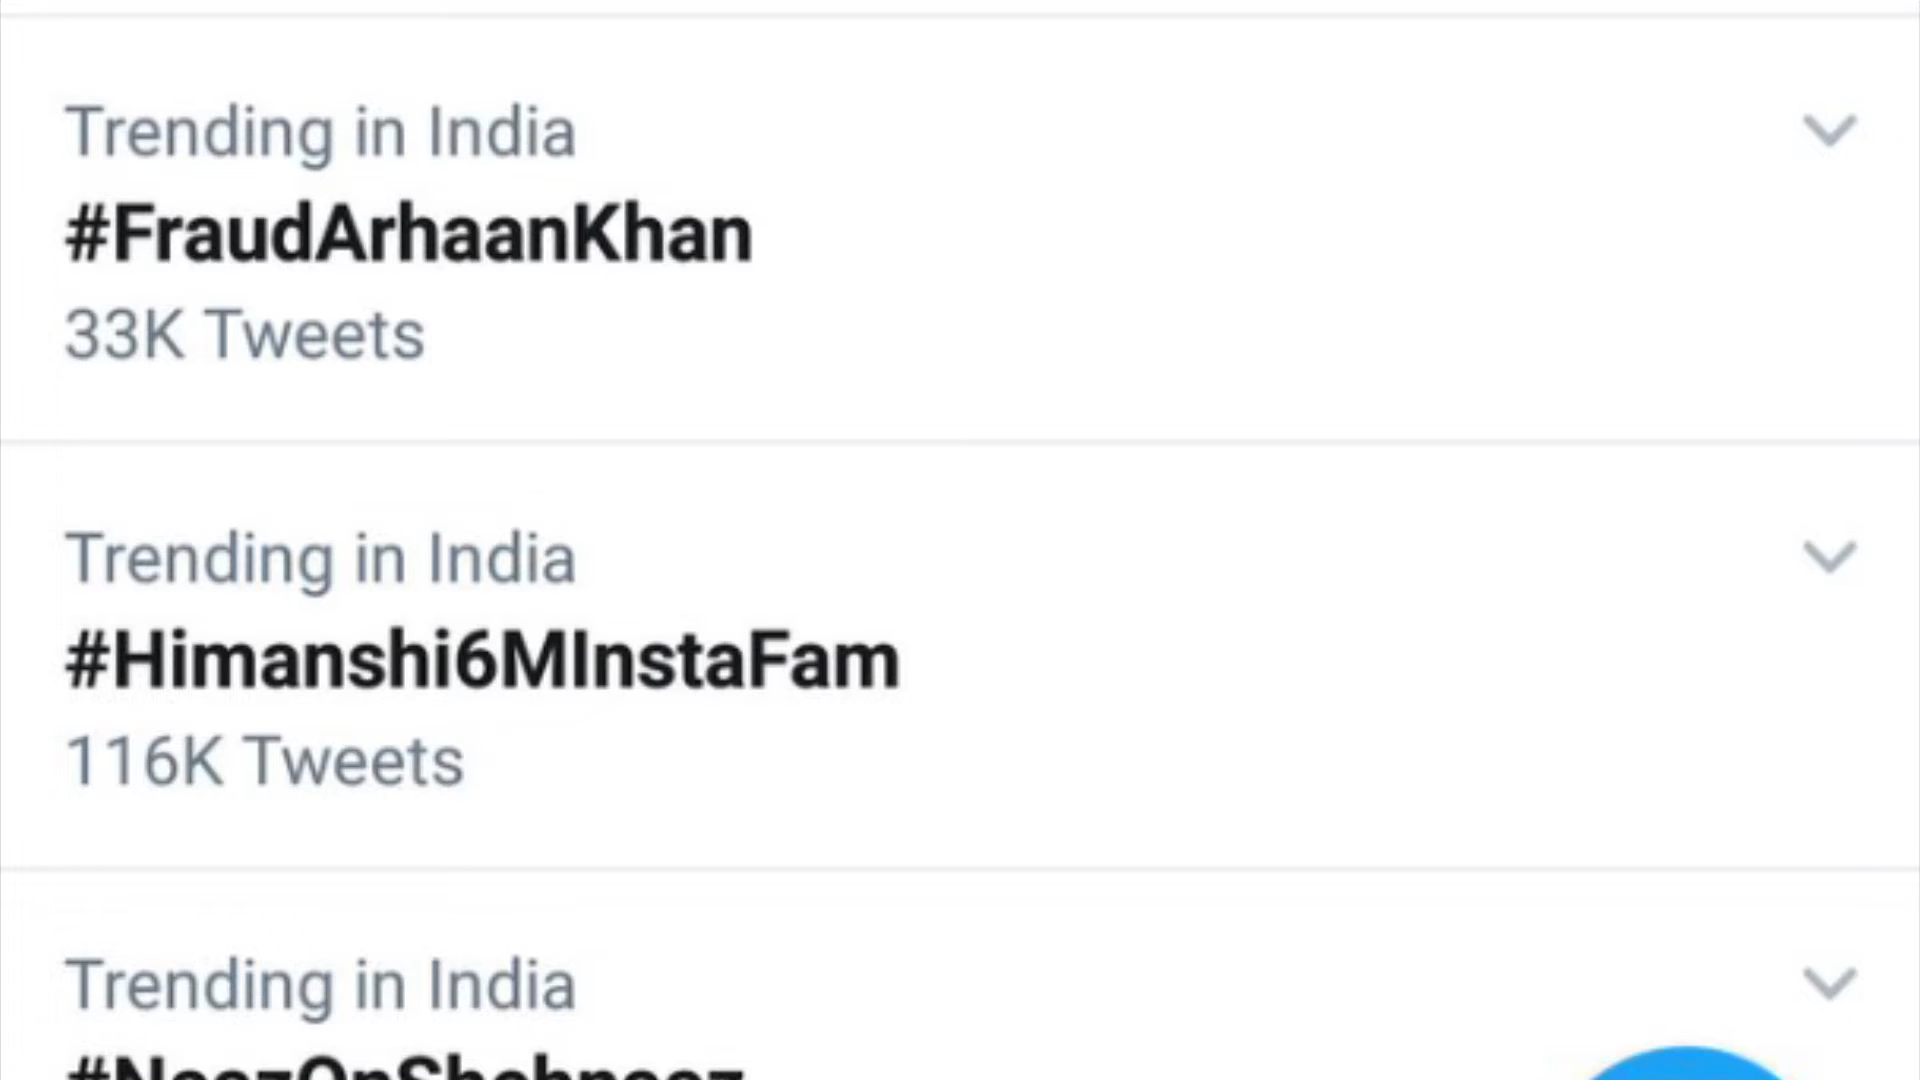 Trending in India
#FraudArhaanKhan
33K Tweets
Trending in India
#Himanshi6MInstaFam
116K Tweets
Trending in India